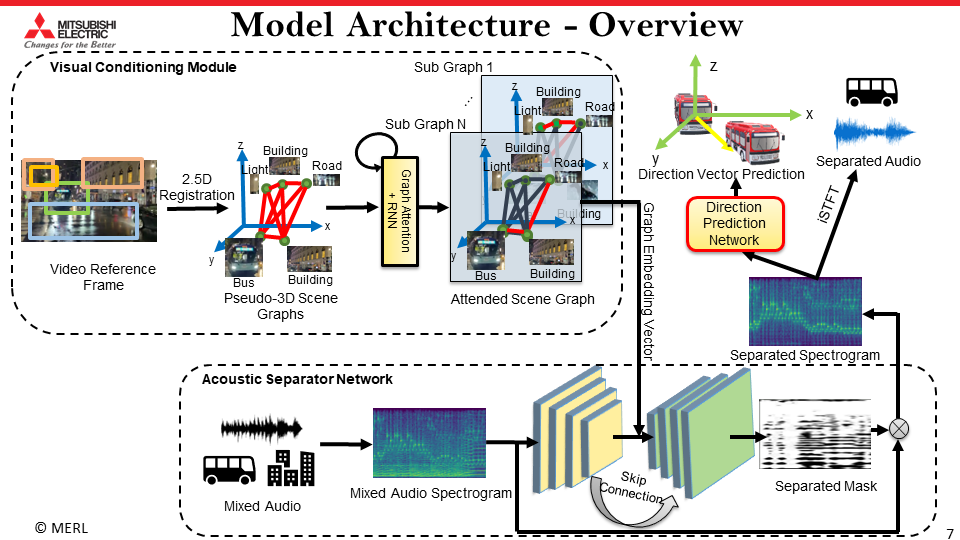 Model Architecture - Overview
MITSUBISHI
ELECTRIC
Changes for the Better
Visual Conditioning Module
Sub Graph 1
Building
Light
Road
z
x
Building
Sub Graph N
z
Building
Light
Road
x
y
Bus
Building
Attended Scene Graph
Video Reference
Frame
2.5D
Registration
z
Building
Light
Road
x
y
Bus
Building
Pseudo-3D Scene
Graphs
Graph Attention
+ RNN
Graph Embedding Vector
z
x
y
Direction Vector Prediction
Direction
Prediction
Network
Separated Audio
iSTFT
Separated Spectrogram
Acoustic Separator Network
Mixed Audio
Mixed Audio Spectrogram
Skip
Connection
Separated Mask
© MERL
7